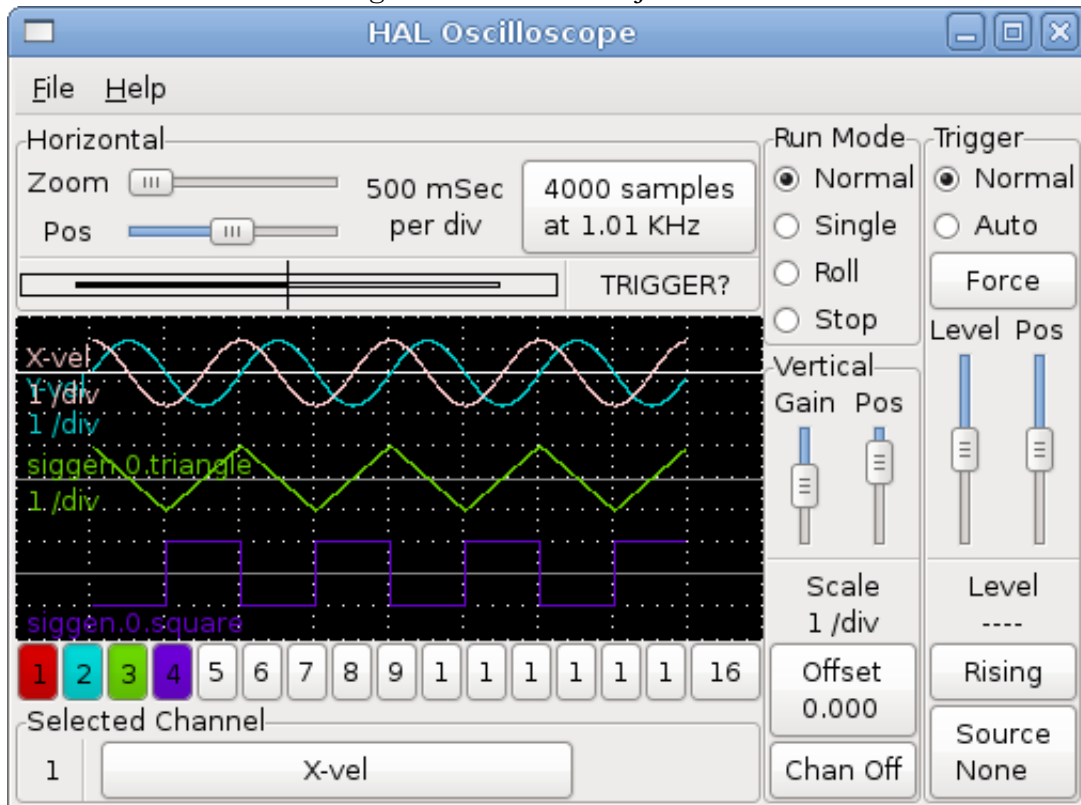 HAL Oscilloscope
File Help
Horizontal
Zoom
Pos
500 mSec
per div
4000 samples
at 1.01 KHz
TRIGGER?
Run Mode
Normal
Single
Roll
Stop
Trigger
Normal
Auto
Force
Level Pos
Vertical
Gain Pos
X-vel
Y-vel
1 /div
1 /div
siggen.0.triangle
1 /div
siggen.0.square
1 2 3 4 5 6 7 8 9 1 1 1 1 1 1 16
Scale
1 /div
Offset
0.000
Chan Off
Level
----
Rising
Source
None
Selected Channel
1 X-vel